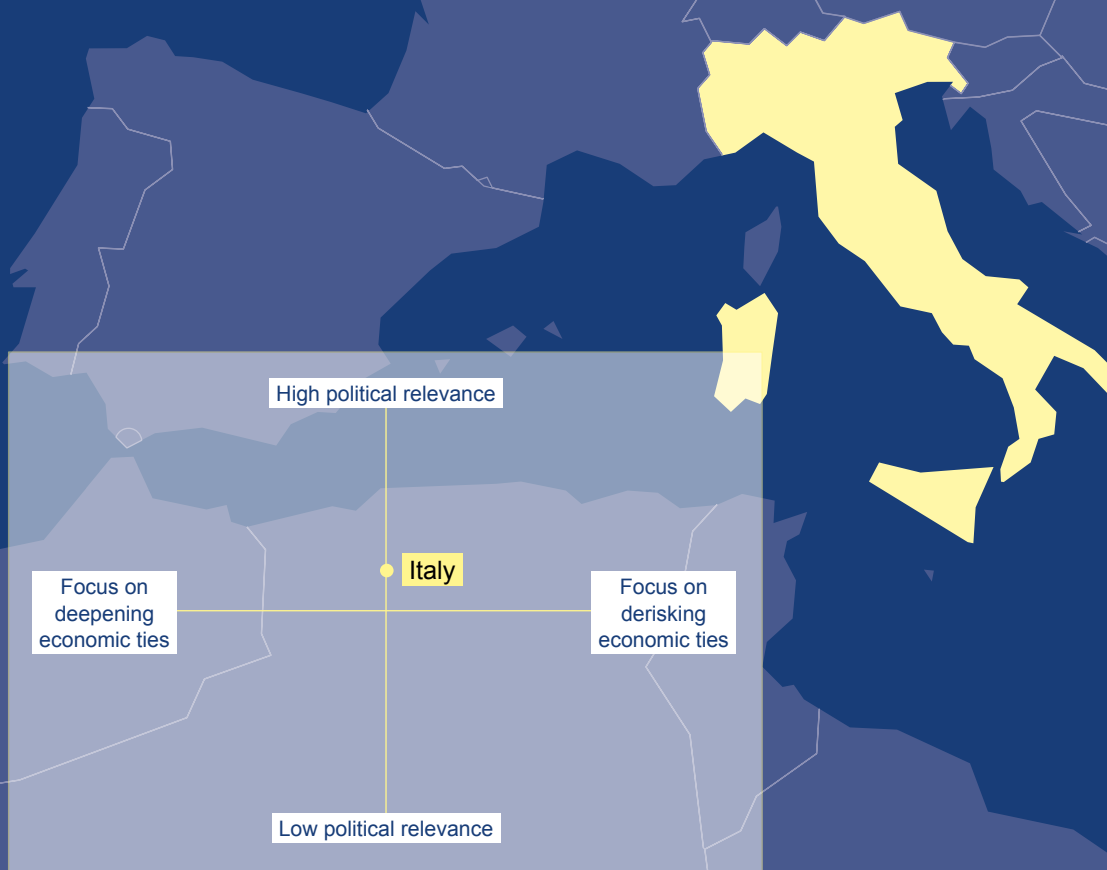 High political relevance
Italy
Focus on
deepening
economic ties
Focus on
derisking
economic ties
Low political relevance